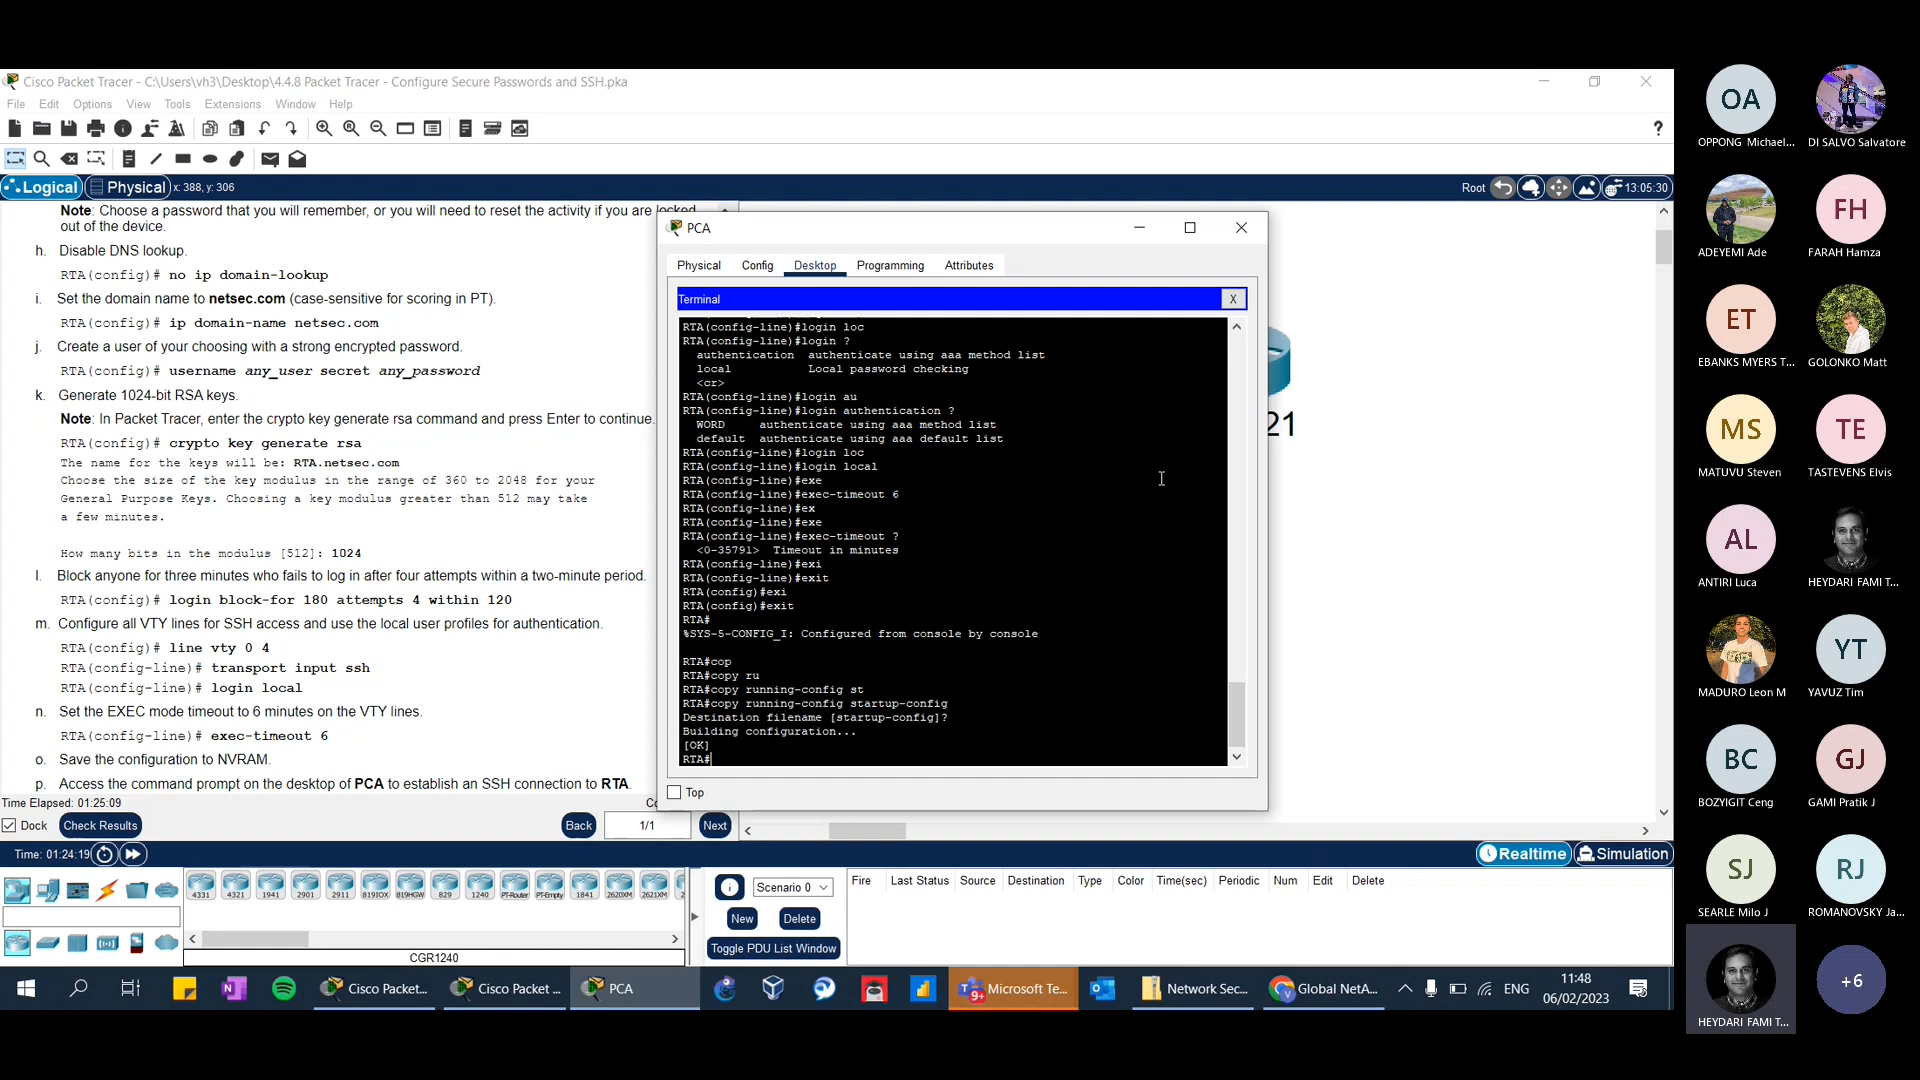 Cisco Packet Tracer - C:\Users\vh3\Desktop\4.4.8 Packet Tracer - Configure Secure Passwords and SSH.pka
File Edit Options View Tools Extensions Window Help
?
Logical Physical x: 388, y: 306
Root 13:05:30
Note: Choose a password that you will remember, or you will need to reset the activity if you are locked
out of the device.
h. Disable DNS lookup.
RTA(config)# no ip domain-lookup
i. Set the domain name to netsec.com (case-sensitive for scoring in PT).
RTA(config)# ip domain-name netsec.com
j. Create a user of your choosing with a strong encrypted password.
RTA(config)# username any_user secret any_password
k. Generate 1024-bit RSA keys.
Note: In Packet Tracer, enter the crypto key generate rsa command and press Enter to continue.
RTA(config)# crypto key generate rsa
The name for the keys will be: RTA.netsec.com
Choose the size of the key modulus in the range of 360 to 2048 for your
General Purpose Keys. Choosing a key modulus greater than 512 may take
a few minutes.
How many bits in the modulus [512]: 1024
l. Block anyone for three minutes who fails to log in after four attempts within a two-minute period.
RTA(config)# login block-for 180 attempts 4 within 120
m. Configure all VTY lines for SSH access and use the local user profiles for authentication.
RTA(config)# line vty 0 4
RTA(config-line)# transport input ssh
RTA(config-line)# login local
n. Set the EXEC mode timeout to 6 minutes on the VTY lines.
RTA(config-line)# exec-timeout 6
o. Save the configuration to NVRAM.
p. Access the command prompt on the desktop of PCA to establish an SSH connection to RTA.
Time Elapsed: 01:25:09
Co
Dock Check Results Back 1/1 Next
PCA
Physical Config Desktop Programming Attributes
Terminal X
RTA(config-line)#login loc
RTA(config-line)#login ?
authentication authenticate using aaa method list
local Local password checking
<cr>
RTA(config-line)#login au
RTA(config-line)#login authentication ?
WORD authenticate using aaa method list
default authenticate using aaa default list
RTA(config-line)#login loc
RTA(config-line)#login local
RTA(config-line)#exe
RTA(config-line)#exec-timeout 6
RTA(config-line)#ex
RTA(config-line)#exe
RTA(config-line)#exec-timeout ?
<0-35791> Timeout in minutes
RTA(config-line)#exi
RTA(config-line)#exit
RTA(config)#exi
RTA(config)#exit
RTA#
%SYS-5-CONFIG_I: Configured from console by console
RTA#cop
RTA#copy ru
RTA#copy running-config st
RTA#copy running-config startup-config
Destination filename [startup-config]?
Building configuration...
[OK]
RTA#
Top
21
Time: 01:24:19
Realtime Simulation
4331 4321 1941 2901 2911 819IOX 819HGW 829 1240 PT-Router PT-Empty 1841 2620XM 2621XM
CGR1240
Scenario 0
New Delete
Toggle PDU List Window
Fire Last Status Source Destination Type Color Time(sec) Periodic Num Edit Delete
Cisco Packet... Cisco Packet ... PCA 9+ Microsoft Te... Network Sec... Global NetA... ENG
11:48
06/02/2023
OA
OPPONG Michael... DI SALVO Salvatore
FH
ADEYEMI Ade FARAH Hamza
ET
EBANKS MYERS T... GOLONKO Matt
MS TE
MATUVU Steven TASTEVENS Elvis
AL
ANTIRI Luca HEYDARI FAMI T...
YT
MADURO Leon M YAVUZ Tim
BC GJ
BOZYIGIT Ceng GAMI Pratik J
SJ RJ
SEARLE Milo J ROMANOVSKY Ja...
+6
HEYDARI FAMI T...